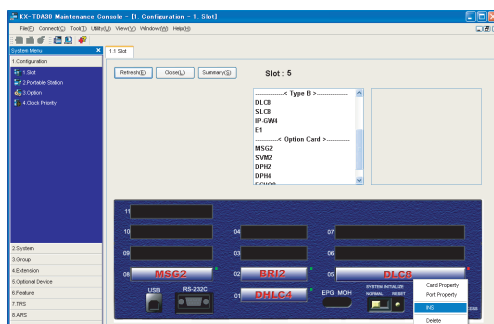 KX-TDA30 Maintenance Console - [1. Configuration - 1. Slot]
File(F) Connect(C) Tool(T) Utility(U) View(V) Window(W) Help(H)
System Menu
1.Configuration
1.Slot
2.Portable Station
3.Option
4.Clock Priority
2.System
3.Group
4.Extension
5.Optional Device
6.Feature
7.TRS
8.ARS
1.1 Slot
Refresh(E) Close(L) Summary(S) Slot : 5
-----------< Type B >-----------
DLC8
SLC8
IP-GW4
E1
-----------< Option Card >-----------
MSG2
SVM2
DPH2
DPH4
11
10 04 07
09 03 06
08 MSG2 02 BRI2 05 DLC8
USB RS-232C 01 DHLC4 EPG MOH SYSTEM INITIALIZE
NORMAL RESET
Card Property
Port Property
INS
Delete